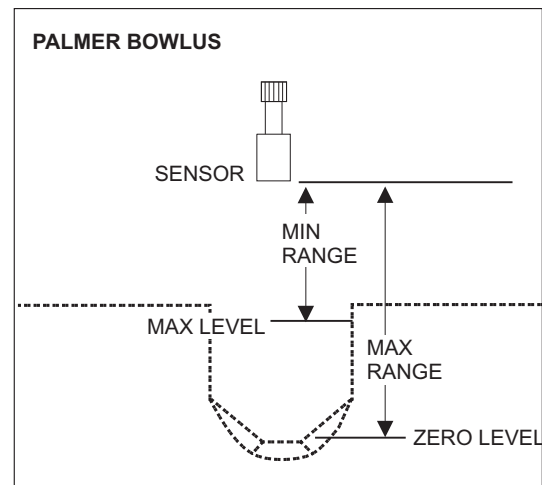 PALMER BOWLUS
SENSOR
MIN
RANGE
MAX LEVEL
MAX
RANGE
ZERO LEVEL